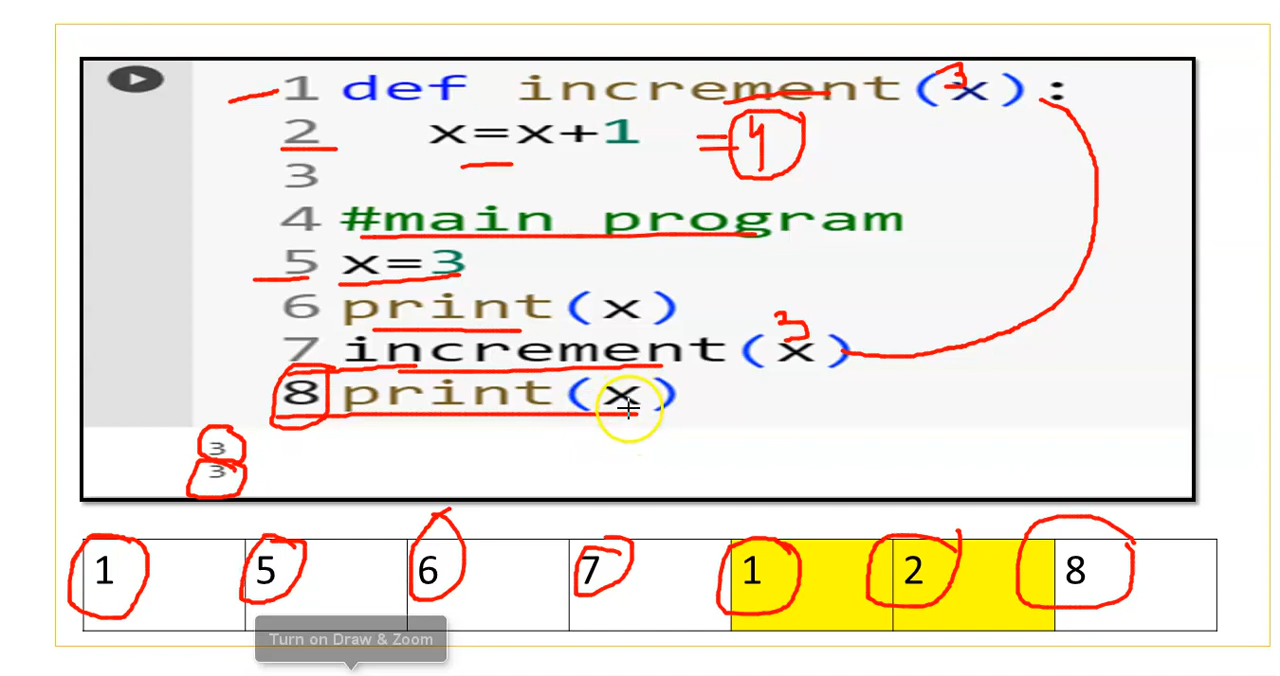 1 def increment(x): 3
2 x=x+1 = 4
3
4 #main program
5 x=3
6 print(x)
7 increment(x) 3
8 print(x)
3
3
1 5 6 7 1 2 8
Turn on Draw & Zoom